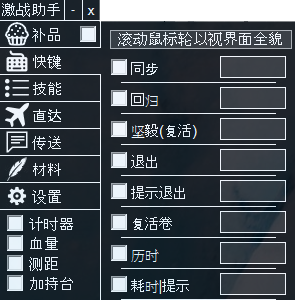 激战助手 - x
补品
快键
技能
直达
传送
材料
设置
计时器
血量
测距
加持台
滚动鼠标轮以视界面全貌
同步
回归
坚毅(复活)
退出
提示退出
复活卷
历时
耗时|提示